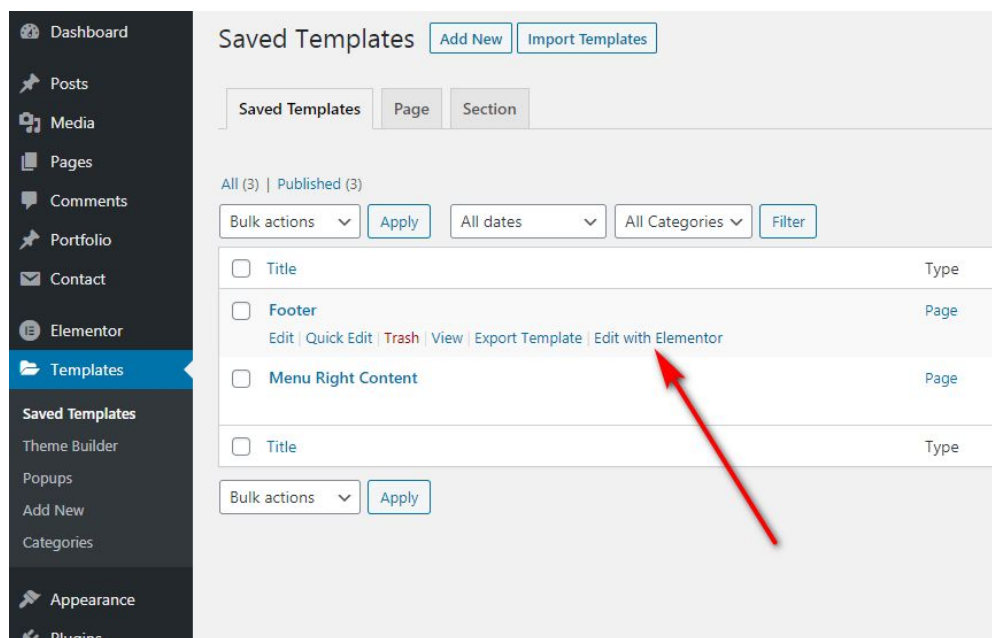 Dashboard
Posts
Media
Pages
Comments
Portfolio
Contact
Elementor
Templates
Saved Templates
Theme Builder
Popups
Add New
Categories
Appearance
Plugins
Saved Templates Add New Import Templates
Saved Templates Page Section
All (3) | Published (3)
Bulk actions Apply All dates All Categories Filter
Title Type
Footer Page
Edit | Quick Edit | Trash | View | Export Template | Edit with Elementor
Menu Right Content Page
Title Type
Bulk actions Apply